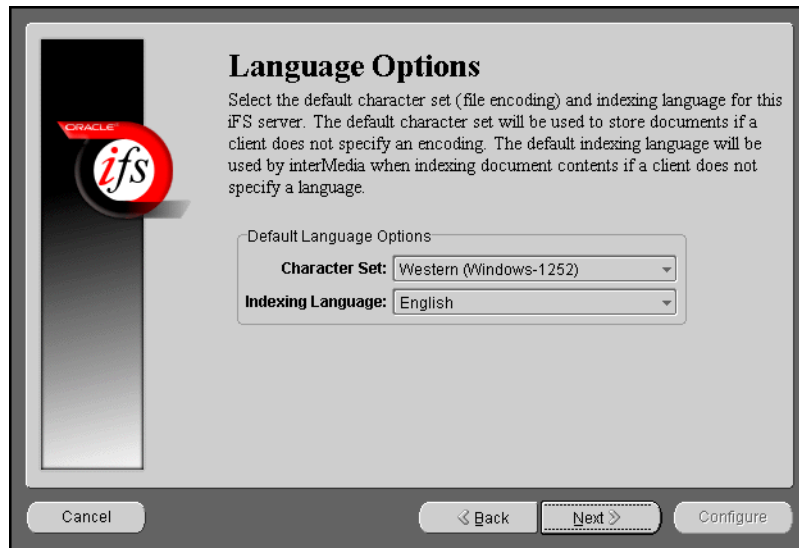 Language Options
Select the default character set (file encoding) and indexing language for this
iFS server. The default character set will be used to store documents if a
client does not specify an encoding. The default indexing language will be
used by interMedia when indexing document contents if a client does not
specify a language.
ORACLE
ifs
Default Language Options
Character Set: Western (Windows-1252)
Indexing Language: English
Cancel
Back
Next
Configure